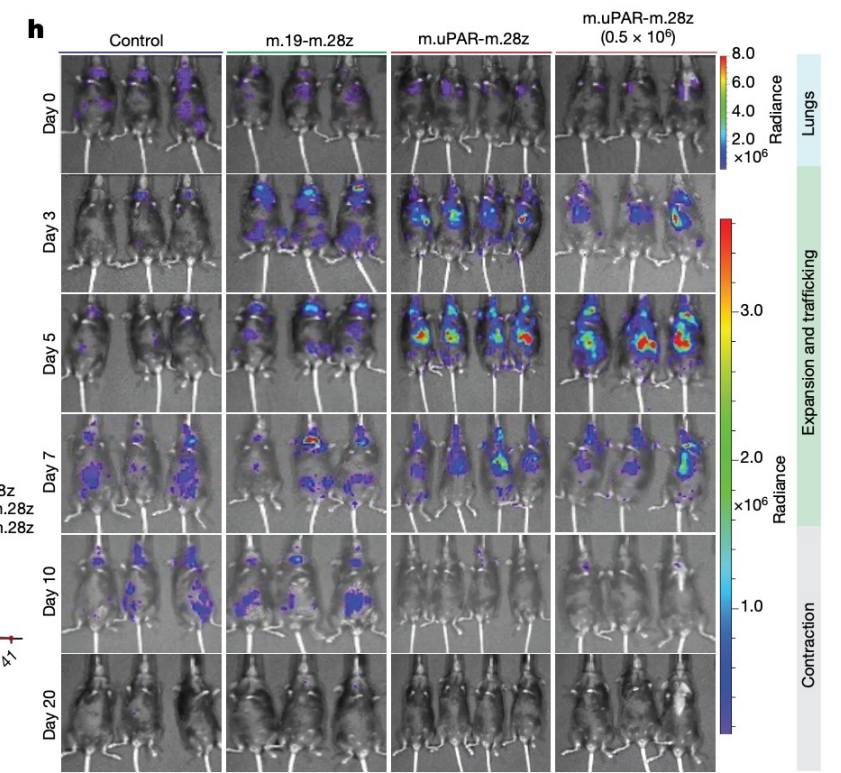 h
Control
m.19-m.28z
m.uPAR-m.28z
m.uPAR-m.28z
(0.5 × 10⁶)
Day 0
Day 3
Day 5
Day 7
Day 10
Day 20
8.0
6.0
4.0
2.0
×10⁶
Radiance
3.0
2.0
×10⁶
1.0
Radiance
Lungs
Expansion and trafficking
Contraction
8z
.28z
.28z
41